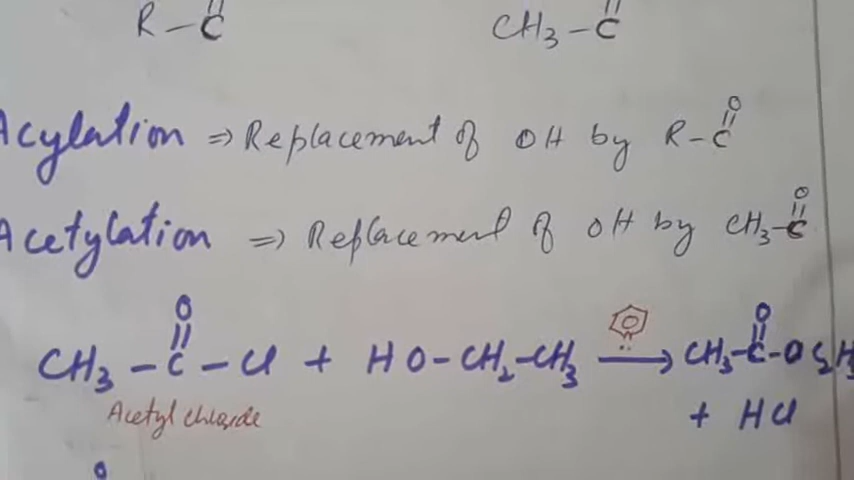 R-C CH3-C
Acylation ⇒ Replacement of OH by R-C=O
Acetylation ⇒ Replacement of OH by CH3-C=O
CH3-C(=O)-Cl + HO-CH2-CH3 → CH3-C(=O)-OC2H
Acetyl chloride
+ HCl